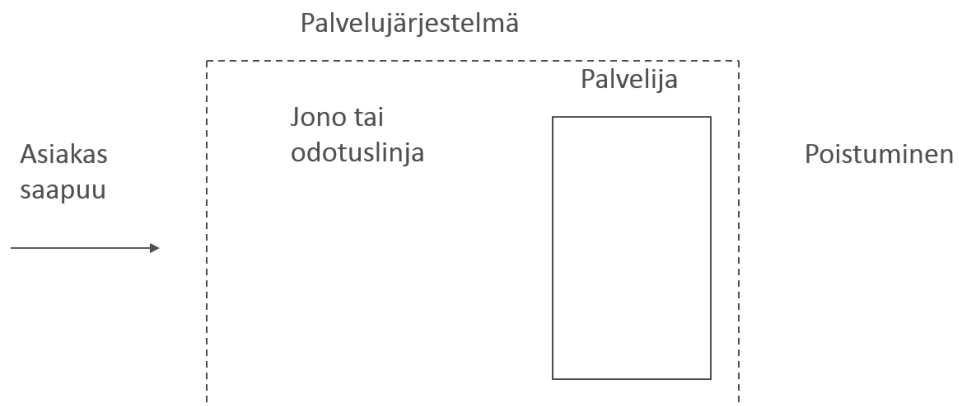 Palvelujärjestelmä
Palvelija
Jono tai
odotuslinja
Asiakas
saapuu
Poistuminen